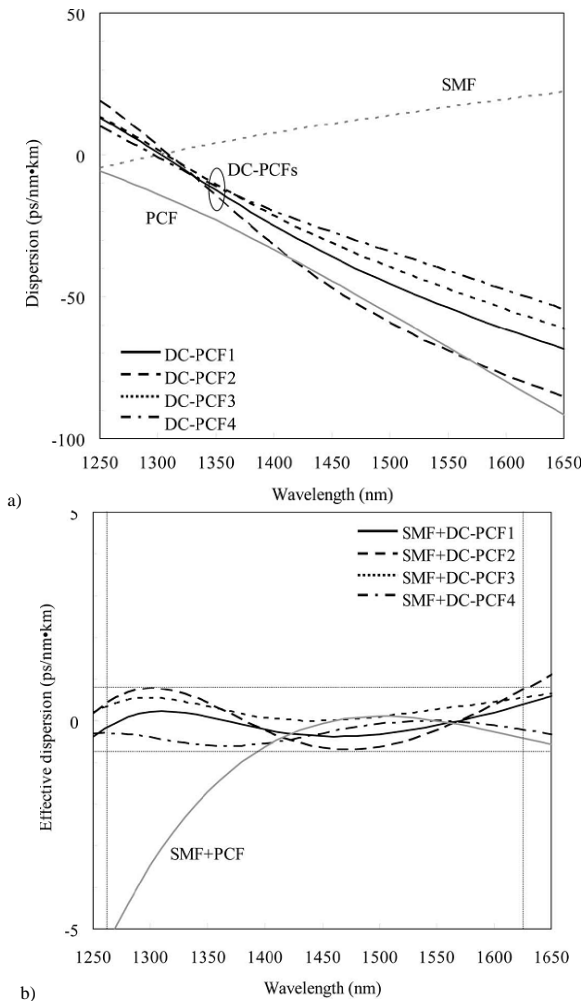 50
0
-50
-100
Dispersion (ps/nm•km)
SMF
DC-PCFs
PCF
DC-PCF1
DC-PCF2
DC-PCF3
DC-PCF4
1250 1300 1350 1400 1450 1500 1550 1600 1650
Wavelength (nm)
a)
5
0
-5
Effective dispersion (ps/nm•km)
SMF+DC-PCF1
SMF+DC-PCF2
SMF+DC-PCF3
SMF+DC-PCF4
SMF+PCF
1250 1300 1350 1400 1450 1500 1550 1600 1650
Wavelength (nm)
b)